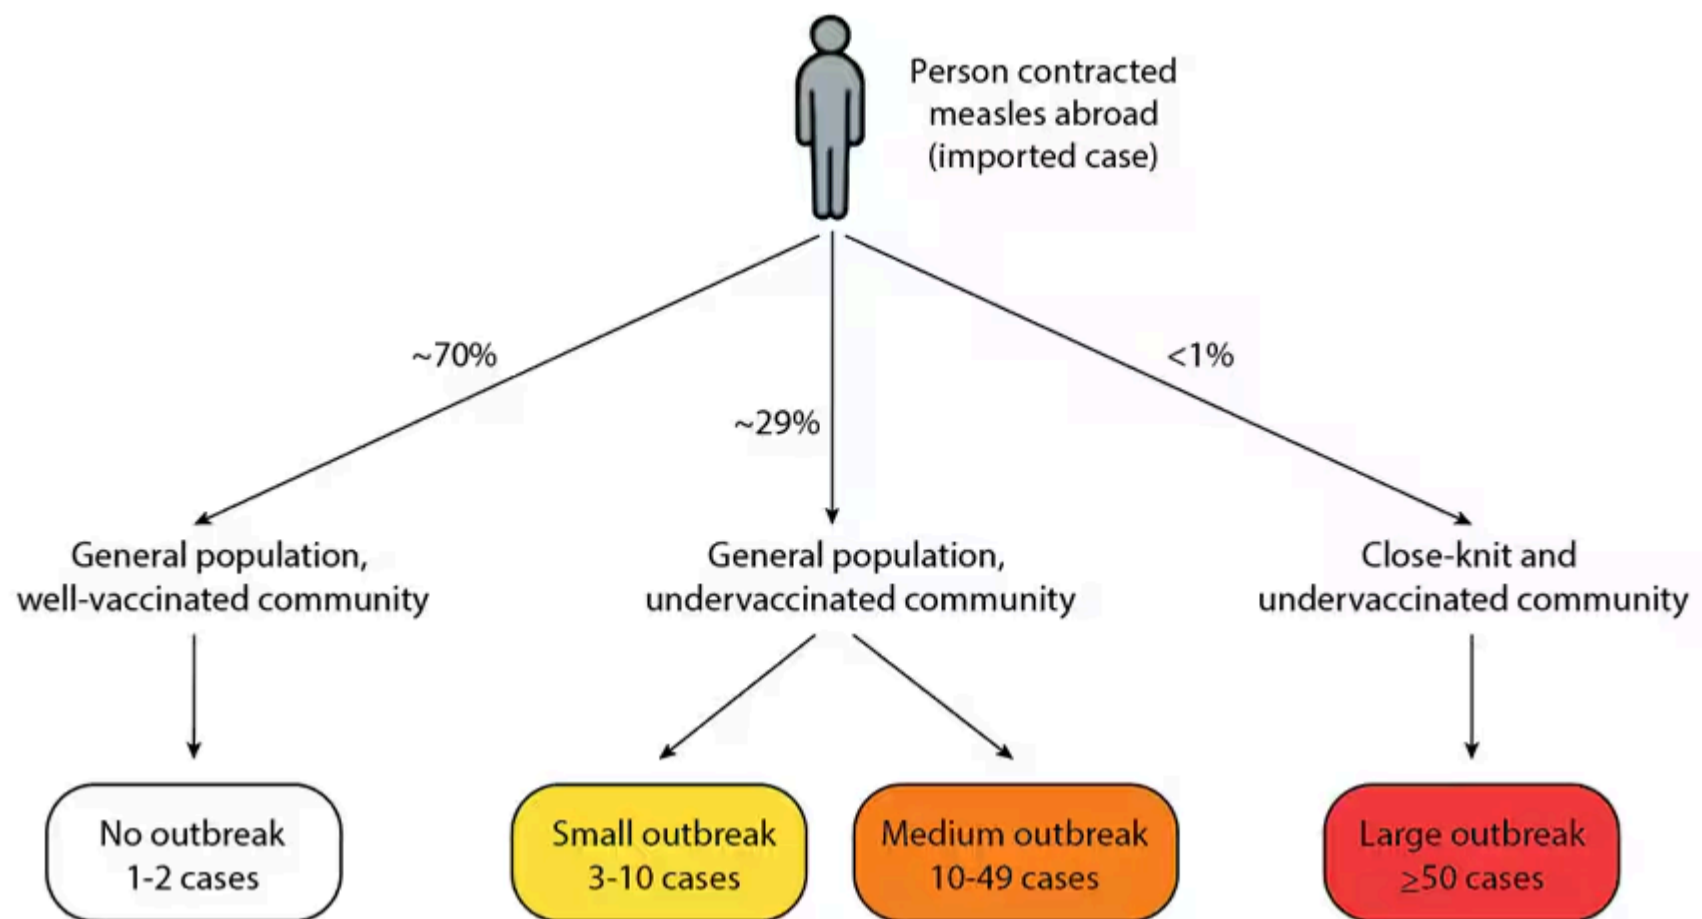 Person contracted
measles abroad
(imported case)
~70%
<1%
~29%
General population,
well-vaccinated community
General population,
undervaccinated community
Close-knit and
undervaccinated community
No outbreak
1-2 cases
Small outbreak
3-10 cases
Medium outbreak
10-49 cases
Large outbreak
≥50 cases